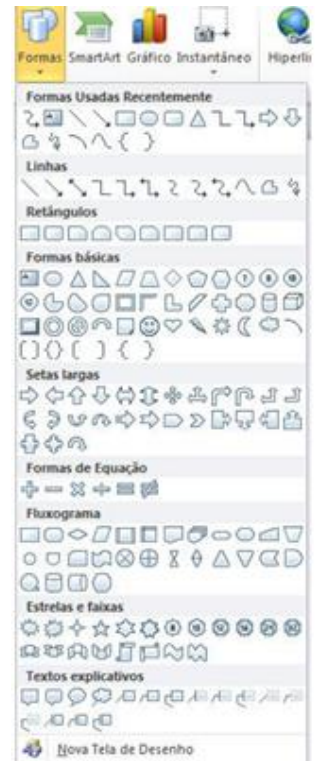 Formas SmartArt Gráfico Instantâneo Hiperli
Formas Usadas Recentemente
Linhas
Retângulos
Formas básicas
Setas largas
Formas de Equação
Fluxograma
Estrelas e faixas
Textos explicativos
Nova Tela de Desenho